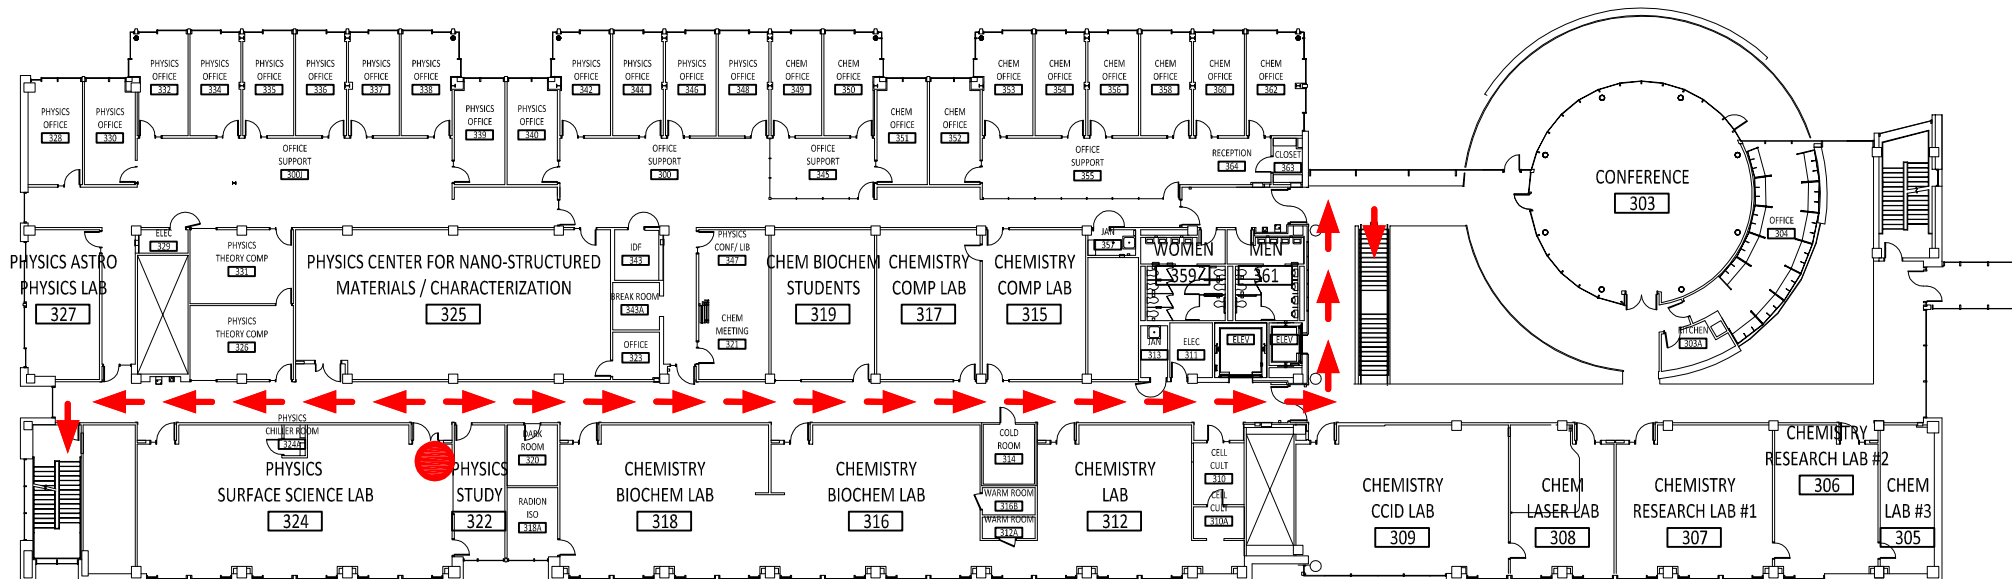 PHYSICS
OFFICE
328
PHYSICS
OFFICE
330
PHYSICS
OFFICE
332
PHYSICS
OFFICE
334
PHYSICS
OFFICE
335
PHYSICS
OFFICE
336
PHYSICS
OFFICE
337
PHYSICS
OFFICE
338
PHYSICS
OFFICE
339
PHYSICS
OFFICE
340
PHYSICS
OFFICE
342
PHYSICS
OFFICE
344
PHYSICS
OFFICE
346
PHYSICS
OFFICE
348
CHEM
OFFICE
349
CHEM
OFFICE
350
CHEM
OFFICE
351
CHEM
OFFICE
352
CHEM
OFFICE
353
CHEM
OFFICE
354
CHEM
OFFICE
356
CHEM
OFFICE
358
CHEM
OFFICE
360
CHEM
OFFICE
362
OFFICE
SUPPORT
300J
OFFICE
SUPPORT
300
OFFICE
SUPPORT
345
OFFICE
SUPPORT
355
RECEPTION
364
CLOSET
363
CONFERENCE
303
OFFICE
304
KITCHEN
303A
PHYSICS ASTRO
PHYSICS LAB
327
ELEC
329
PHYSICS
THEORY COMP
331
PHYSICS
THEORY COMP
326
PHYSICS CENTER FOR NANO-STRUCTURED
MATERIALS / CHARACTERIZATION
325
IDF
343
BREAK ROOM
343A
OFFICE
323
PHYSICS
CONF/ LIB
347
CHEM
MEETING
321
CHEM BIOCHEM
STUDENTS
319
CHEMISTRY
COMP LAB
317
CHEMISTRY
COMP LAB
315
JAN
357
WOMEN
359
MEN
361
JAN
313
ELEC
311
ELEV
ELEV
PHYSICS
CHILLER ROOM
324A
PHYSICS
SURFACE SCIENCE LAB
324
PHYSICS
STUDY
322
DARK
ROOM
320
RADION
ISO
318A
CHEMISTRY
BIOCHEM LAB
318
CHEMISTRY
BIOCHEM LAB
316
COLD
ROOM
314
WARM ROOM
316B
WARM ROOM
312A
CHEMISTRY
LAB
312
CELL
CULT
310
CELL
CULT
310A
CHEMISTRY
CCID LAB
309
CHEM
LASER LAB
308
CHEMISTRY
RESEARCH LAB #1
307
CHEMISTRY
RESEARCH LAB #2
306
CHEM
LAB #3
305